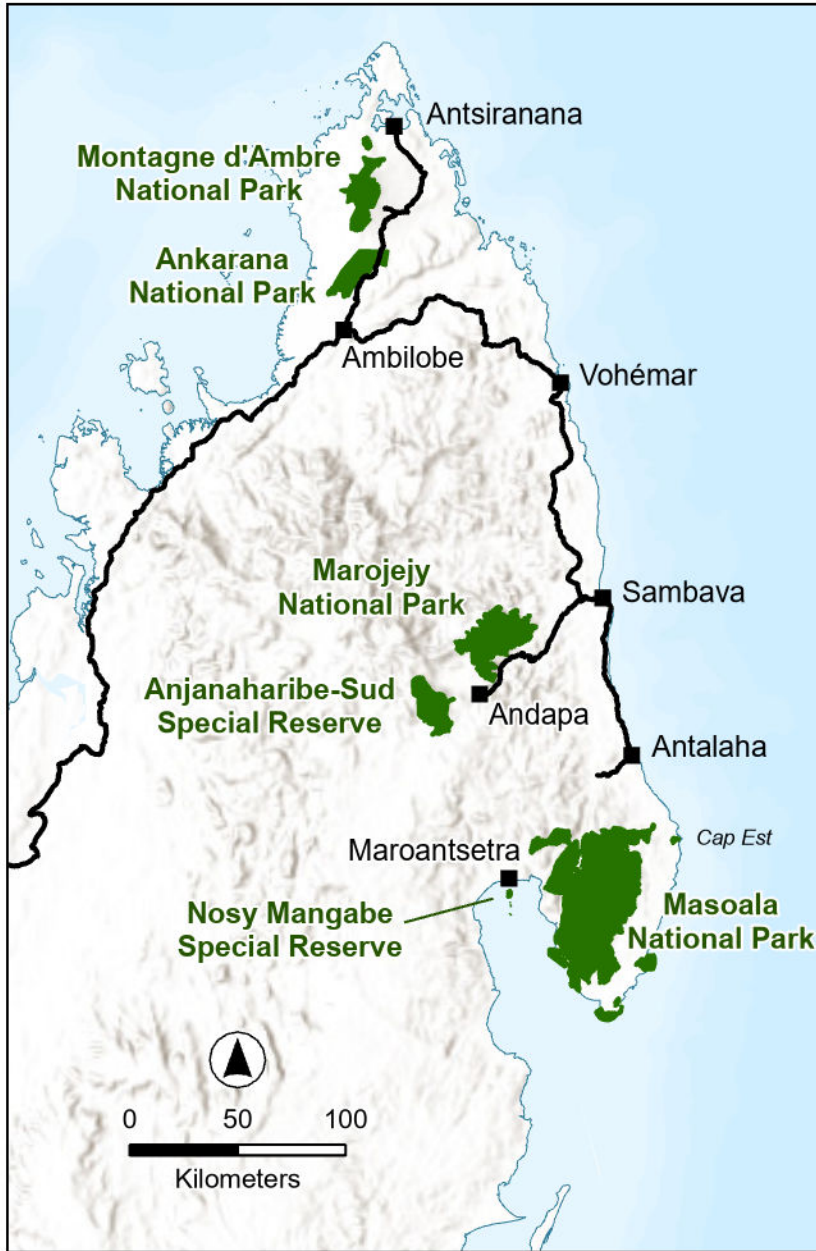 Antsiranana
Montagne d'Ambre
National Park
Ankarana
National Park
Ambilobe
Vohémar
Marojejy
National Park
Sambava
Anjanaharibe-Sud
Special Reserve
Andapa
Antalaha
Cap Est
Maroantsetra
Nosy Mangabe
Special Reserve
Masoala
National Park
0 50 100
Kilometers